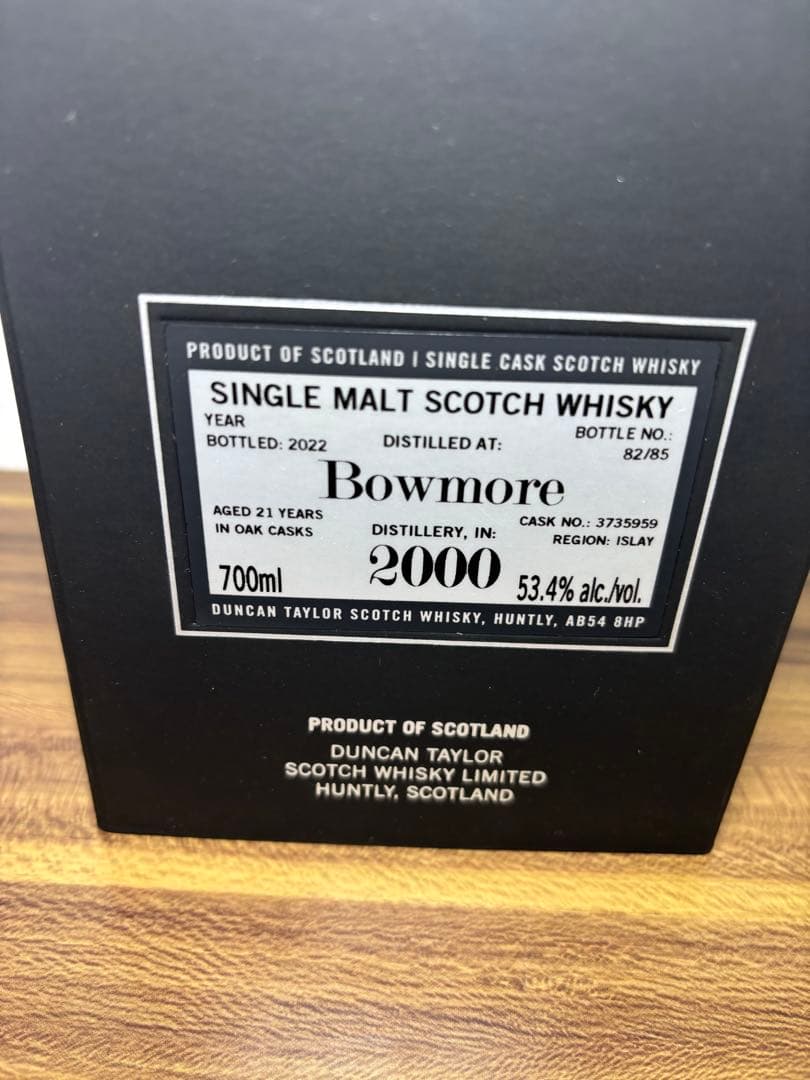 PRODUCT OF SCOTLAND | SINGLE CASK SCOTCH WHISKY
SINGLE MALT SCOTCH WHISKY
YEAR
BOTTLED: 2022
DISTILLED AT:
BOTTLE NO.:
82/85
Bowmore
AGED 21 YEARS
IN OAK CASKS
DISTILLERY, IN:
CASK NO.: 3735959
REGION: ISLAY
700ml
2000
53.4% alc./vol.
DUNCAN TAYLOR SCOTCH WHISKY, HUNTLY, AB54 8HP
PRODUCT OF SCOTLAND
DUNCAN TAYLOR
SCOTCH WHISKY LIMITED
HUNTLY, SCOTLAND